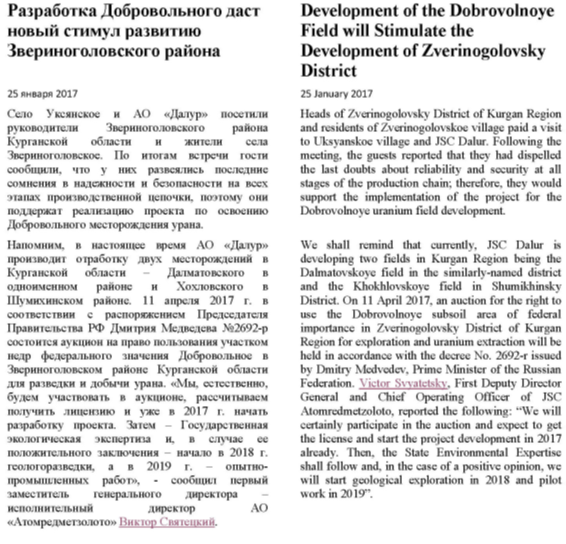 Разработка Добровольного даст
новый стимул развитию
Звериноголовского района
25 января 2017
Село Уксянское и АО «Далур» посетили
руководители Звериноголовского района
Курганской области и жители села
Звериноголовское. По итогам встречи гости
сообщили, что у них развеялись последние
сомнения в надежности и безопасности на всех
этапах производственной цепочки, поэтому они
поддержат реализацию проекта по освоению
Добровольного месторождения урана.
Напомним, в настоящее время АО «Далур»
производит отработку двух месторождений в
Курганской области – Далматовского в
одноименном районе и Хохловского в
Шумихинском районе. 11 апреля 2017 г. в
соответствии с распоряжением Председателя
Правительства РФ Дмитрия Медведева №2692-р
состоится аукцион на право пользования участком
недр федерального значения Добровольное в
Звериноголовском районе Курганской области
для разведки и добычи урана. «Мы, естественно,
будем участвовать в аукционе, рассчитываем
получить лицензию и уже в 2017 г. начать
разработку проекта. Затем – Государственная
экологическая экспертиза и, в случае ее
положительного заключения – начало в 2018 г.
геологоразведки, а в 2019 г. – опытно-
промышленных работ», - сообщил первый
заместитель генерального директора –
исполнительный директор АО
«Атомредметзолото» Виктор Святецкий.
Development of the Dobrovolnoye
Field will Stimulate the
Development of Zverinogolovsky
District
25 January 2017
Heads of Zverinogolovsky District of Kurgan Region
and residents of Zverinogolovskoe village paid a visit
to Uksyanskoe village and JSC Dalur. Following the
meeting, the guests reported that they had dispelled
the last doubts about reliability and security at all
stages of the production chain; therefore, they would
support the implementation of the project for the
Dobrovolnoye uranium field development.
We shall remind that currently, JSC Dalur is
developing two fields in Kurgan Region being the
Dalmatovskoye field in the similarly-named district
and the Khokhlovskoye field in Shumikhinsky
District. On 11 April 2017, an auction for the right to
use the Dobrovolnoye subsoil area of federal
importance in Zverinogolovsky District of Kurgan
Region for exploration and uranium extraction will be
held in accordance with the decree No. 2692-r issued
by Dmitry Medvedev, Prime Minister of the Russian
Federation. Victor Svyatetsky, First Deputy Director
General and Chief Operating Officer of JSC
Atomredmetzoloto, reported the following: “We will
certainly participate in the auction and expect to get
the license and start the project development in 2017
already. Then, the State Environmental Expertise
shall follow and, in the case of a positive opinion, we
will start geological exploration in 2018 and pilot
work in 2019”.